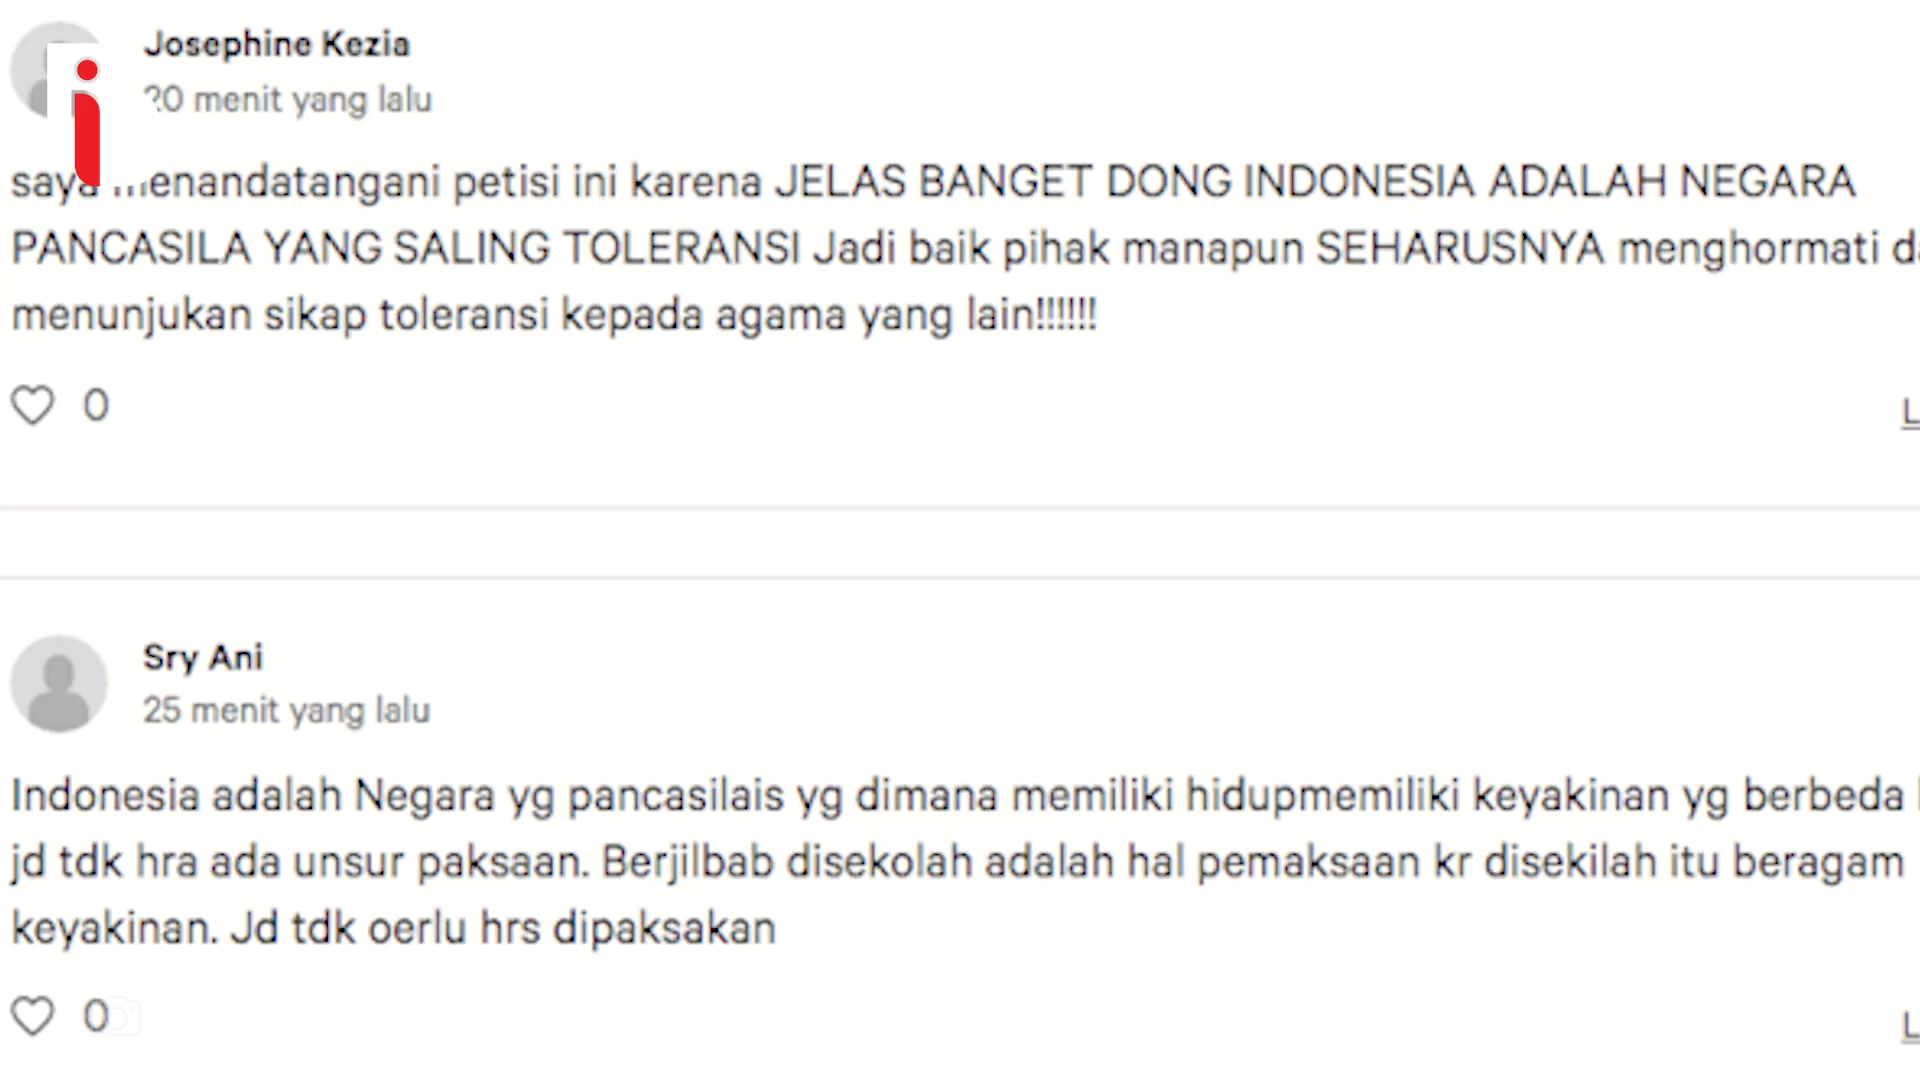 Josephine Kezia
20 menit yang lalu
saya menandatangani petisi ini karena JELAS BANGET DONG INDONESIA ADALAH NEGARA
PANCASILA YANG SALING TOLERANSI Jadi baik pihak manapun SEHARUSNYA menghormati
menunjukan sikap toleransi kepada agama yang lain!!!!!!
0
Sry Ani
25 menit yang lalu
Indonesia adalah Negara yg pancasilais yg dimana memiliki hidupmemiliki keyakinan yg berbeda
jd tdk hra ada unsur paksaan. Berjilbab disekolah adalah hal pemaksaan kr disekilah itu beragam
keyakinan. Jd tdk oerlu hrs dipaksakan
0